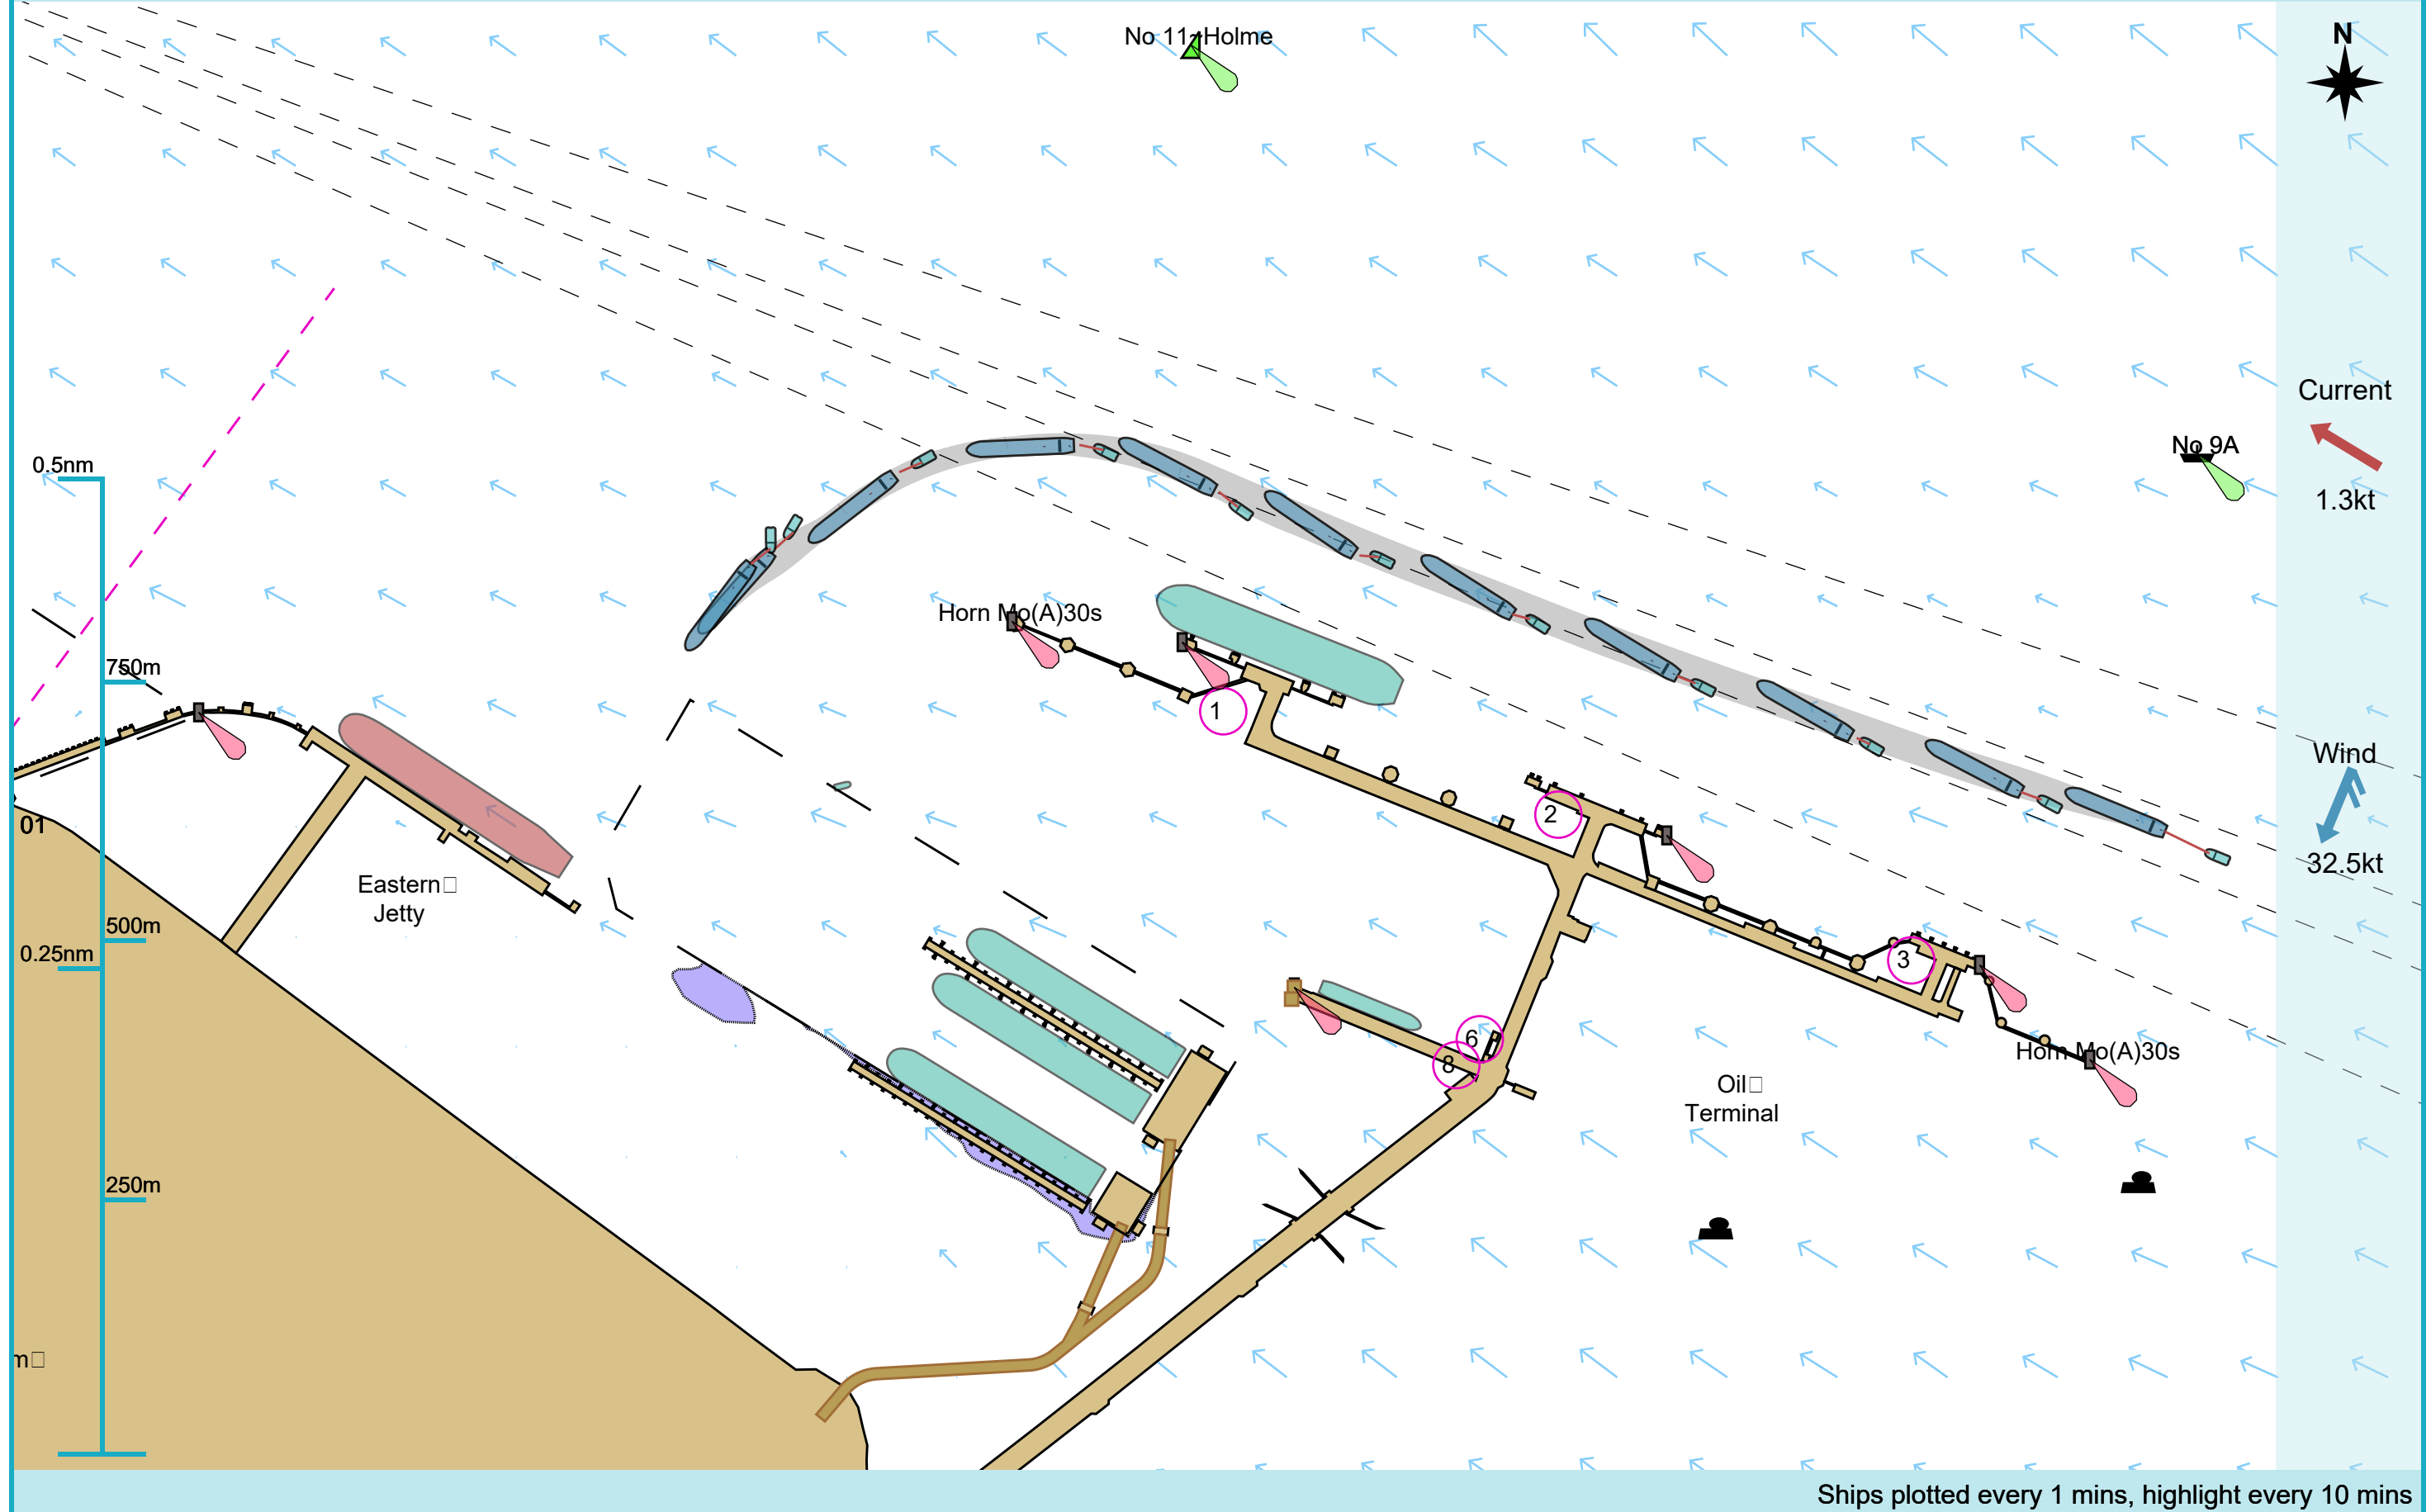 No 11 Holme
N
Current
No 9A
1.3kt
0.5nm
Horn Mo(A)30s
750m
1
Wind
2
01
32.5kt
Eastern
Jetty
500m
0.25nm
3
6
Horn Mo(A)30s
8
Oil
Terminal
250m
m
Ships plotted every 1 mins, highlight every 10 mins